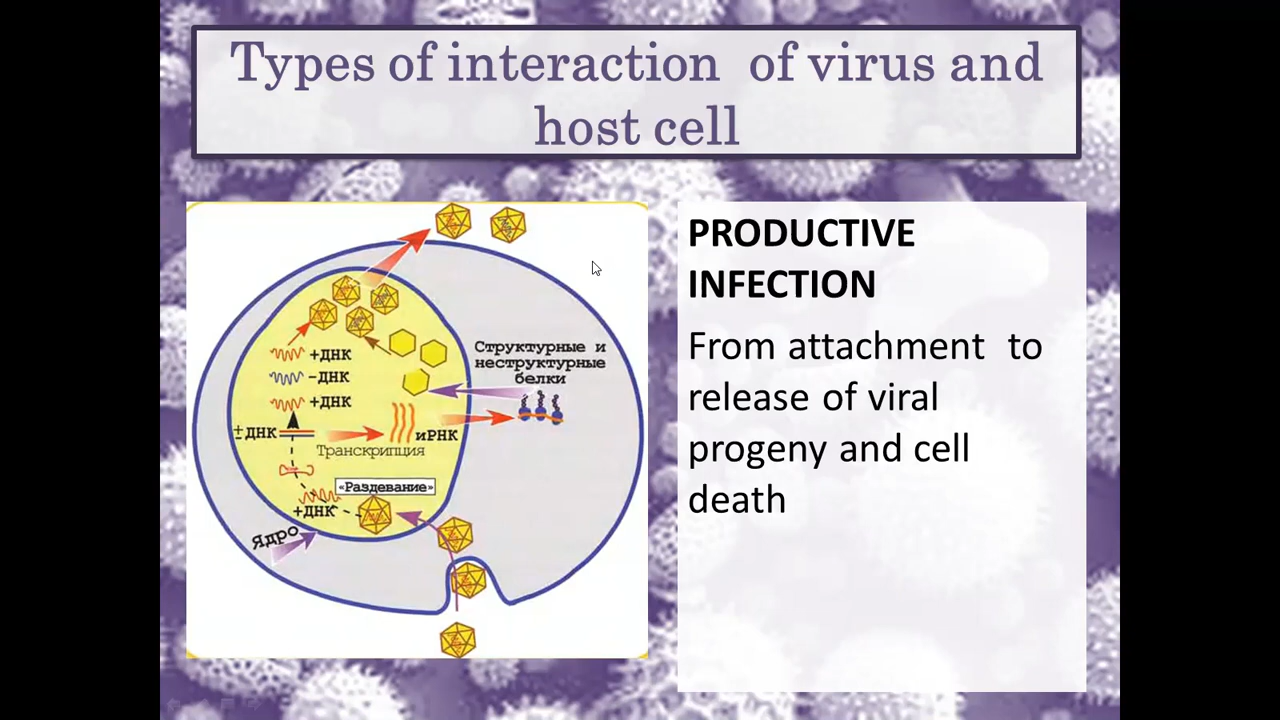 Types of interaction of virus and
host cell
PRODUCTIVE
INFECTION
From attachment to
release of viral
progeny and cell
death
Структурные и
неструктурные
белки
+ДНК
-ДНК
+ДНК
±ДНК
иРНК
Транскрипция
«Раздевание»
+ДНК
Ядро